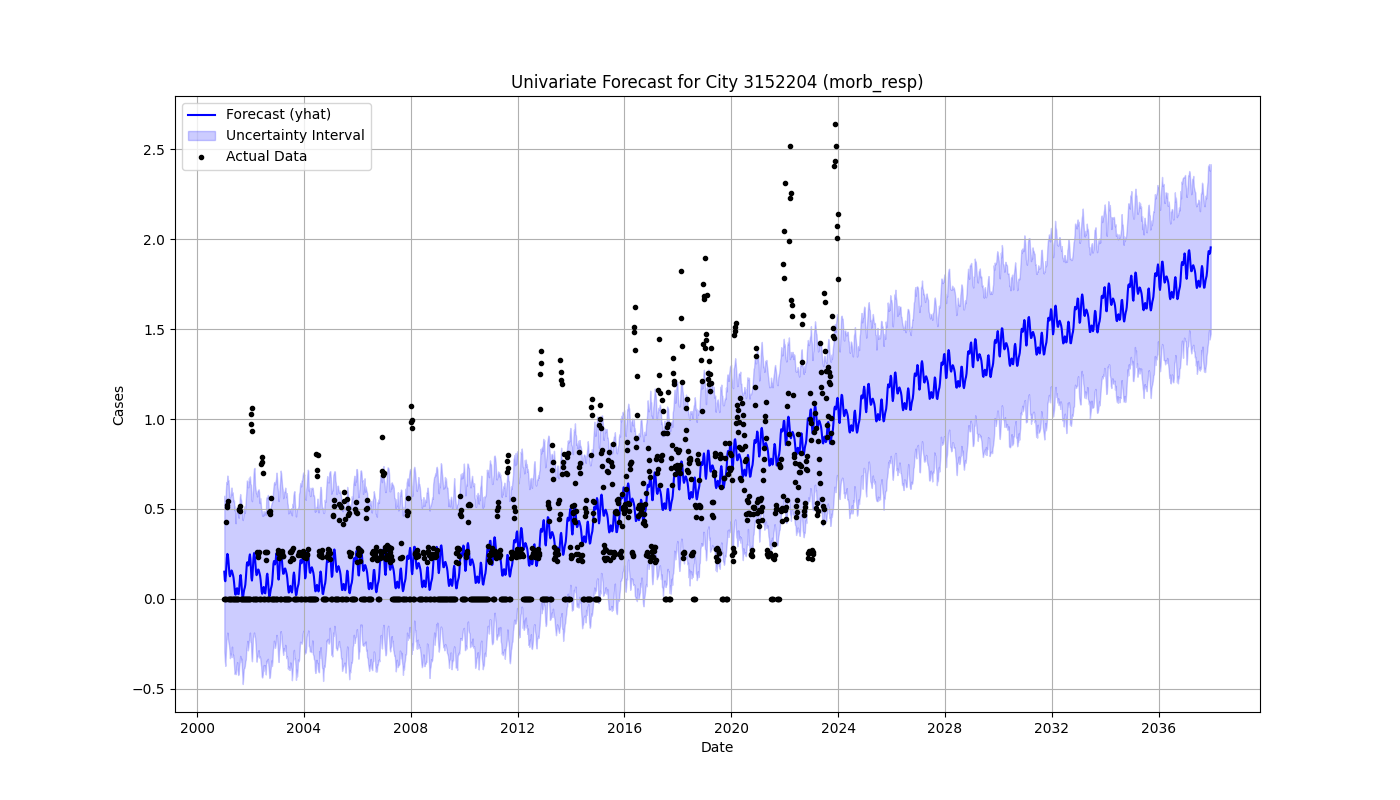 Univariate Forecast for City 3152204 (morb_resp)
Forecast (yhat)
Uncertainty Interval
Actual Data
Cases
2.5
2.0
1.5
1.0
0.5
0.0
−0.5
2000 2004 2008 2012 2016 2020 2024 2028 2032 2036
Date